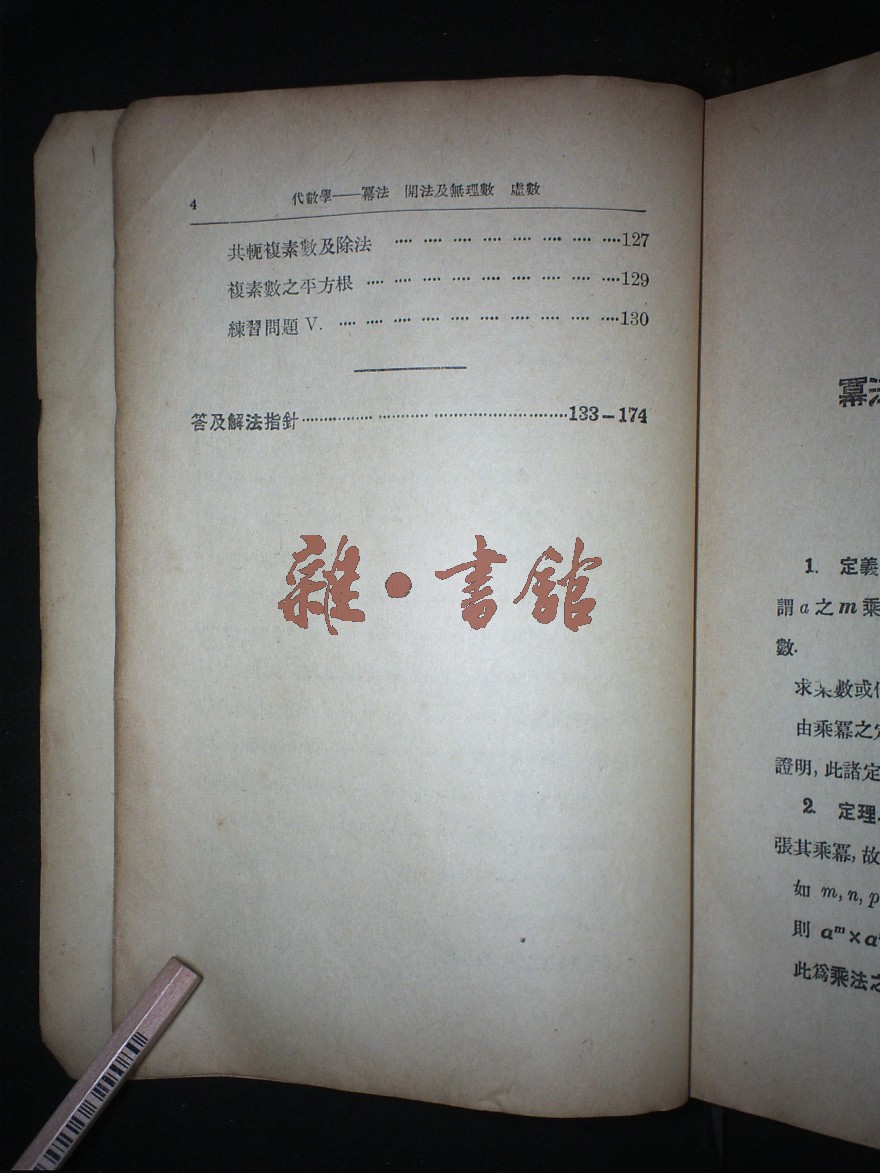 4 代數學——冪法 開法及無理數 虛數
共軛複素數及除法 ···· ···· ···· ···· ···· ···· ···· ····127
複素數之平方根 ···· ···· ···· ···· ···· ···· ···· ···· ····129
練習問題 V. ···· ···· ···· ···· ···· ···· ···· ···· ···· ····130
答及解法指針················ ············ ························133–174
雜·書館
冪法
1. 定義
謂 a 之 m 乘
數.
求某數或
由乘冪之
證明, 此諸定
2. 定理.
張其乘冪, 故
如 m, n, p
則 aᵐ×a
此爲乘法之